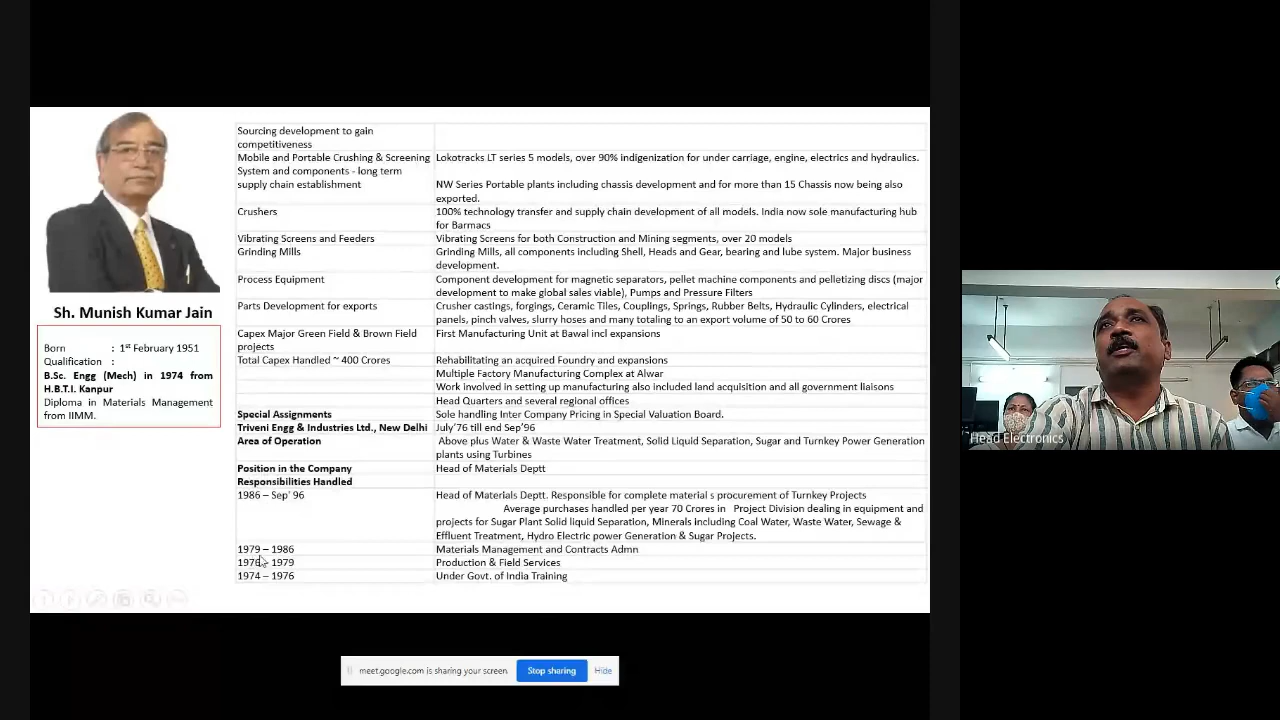 Sh. Munish Kumar Jain
Born : 1st February 1951
Qualification :
B.Sc. Engg (Mech) in 1974 from
H.B.T.I. Kanpur
Diploma in Materials Management
from IIMM.
Sourcing development to gain
competitiveness
Mobile and Portable Crushing & Screening
System and components - long term
supply chain establishment
Lokotracks LT series 5 models, over 90% indigenization for under carriage, engine, electrics and hydraulics.
NW Series Portable plants including chassis development and for more than 15 Chassis now being also
exported.
Crushers
100% technology transfer and supply chain development of all models. India now sole manufacturing hub
for Barmacs
Vibrating Screens and Feeders
Vibrating Screens for both Construction and Mining segments, over 20 models
Grinding Mills
Grinding Mills, all components including Shell, Heads and Gear, bearing and lube system. Major business
development.
Process Equipment
Component development for magnetic separators, pellet machine components and pelletizing discs (major
development to make global sales viable), Pumps and Pressure Filters
Parts Development for exports
Crusher castings, forgings, Ceramic Tiles, Couplings, Springs, Rubber Belts, Hydraulic Cylinders, electrical
panels, pinch valves, slurry hoses and many totaling to an export volume of 50 to 60 Crores
Capex Major Green Field & Brown Field
projects
First Manufacturing Unit at Bawal incl expansions
Total Capex Handled ~ 400 Crores
Rehabilitating an acquired Foundry and expansions
Multiple Factory Manufacturing Complex at Alwar
Work involved in setting up manufacturing also included land acquisition and all government liaisons
Head Quarters and several regional offices
Special Assignments
Sole handling Inter Company Pricing in Special Valuation Board.
Triveni Engg & Industries Ltd., New Delhi
July'76 till end Sep'96
Area of Operation
Above plus Water & Waste Water Treatment, Solid Liquid Separation, Sugar and Turnkey Power Generation
plants using Turbines
Position in the Company
Head of Materials Deptt
Responsibilities Handled
1986 – Sep' 96
Head of Materials Deptt. Responsible for complete material s procurement of Turnkey Projects
Average purchases handled per year 70 Crores in Project Division dealing in equipment and
projects for Sugar Plant Solid liquid Separation, Minerals including Coal Water, Waste Water, Sewage &
Effluent Treatment, Hydro Electric power Generation & Sugar Projects.
1979 – 1986
Materials Management and Contracts Admn
1976 – 1979
Production & Field Services
1974 – 1976
Under Govt. of India Training
Head Electronics
meet.google.com is sharing your screen.
Stop sharing
Hide